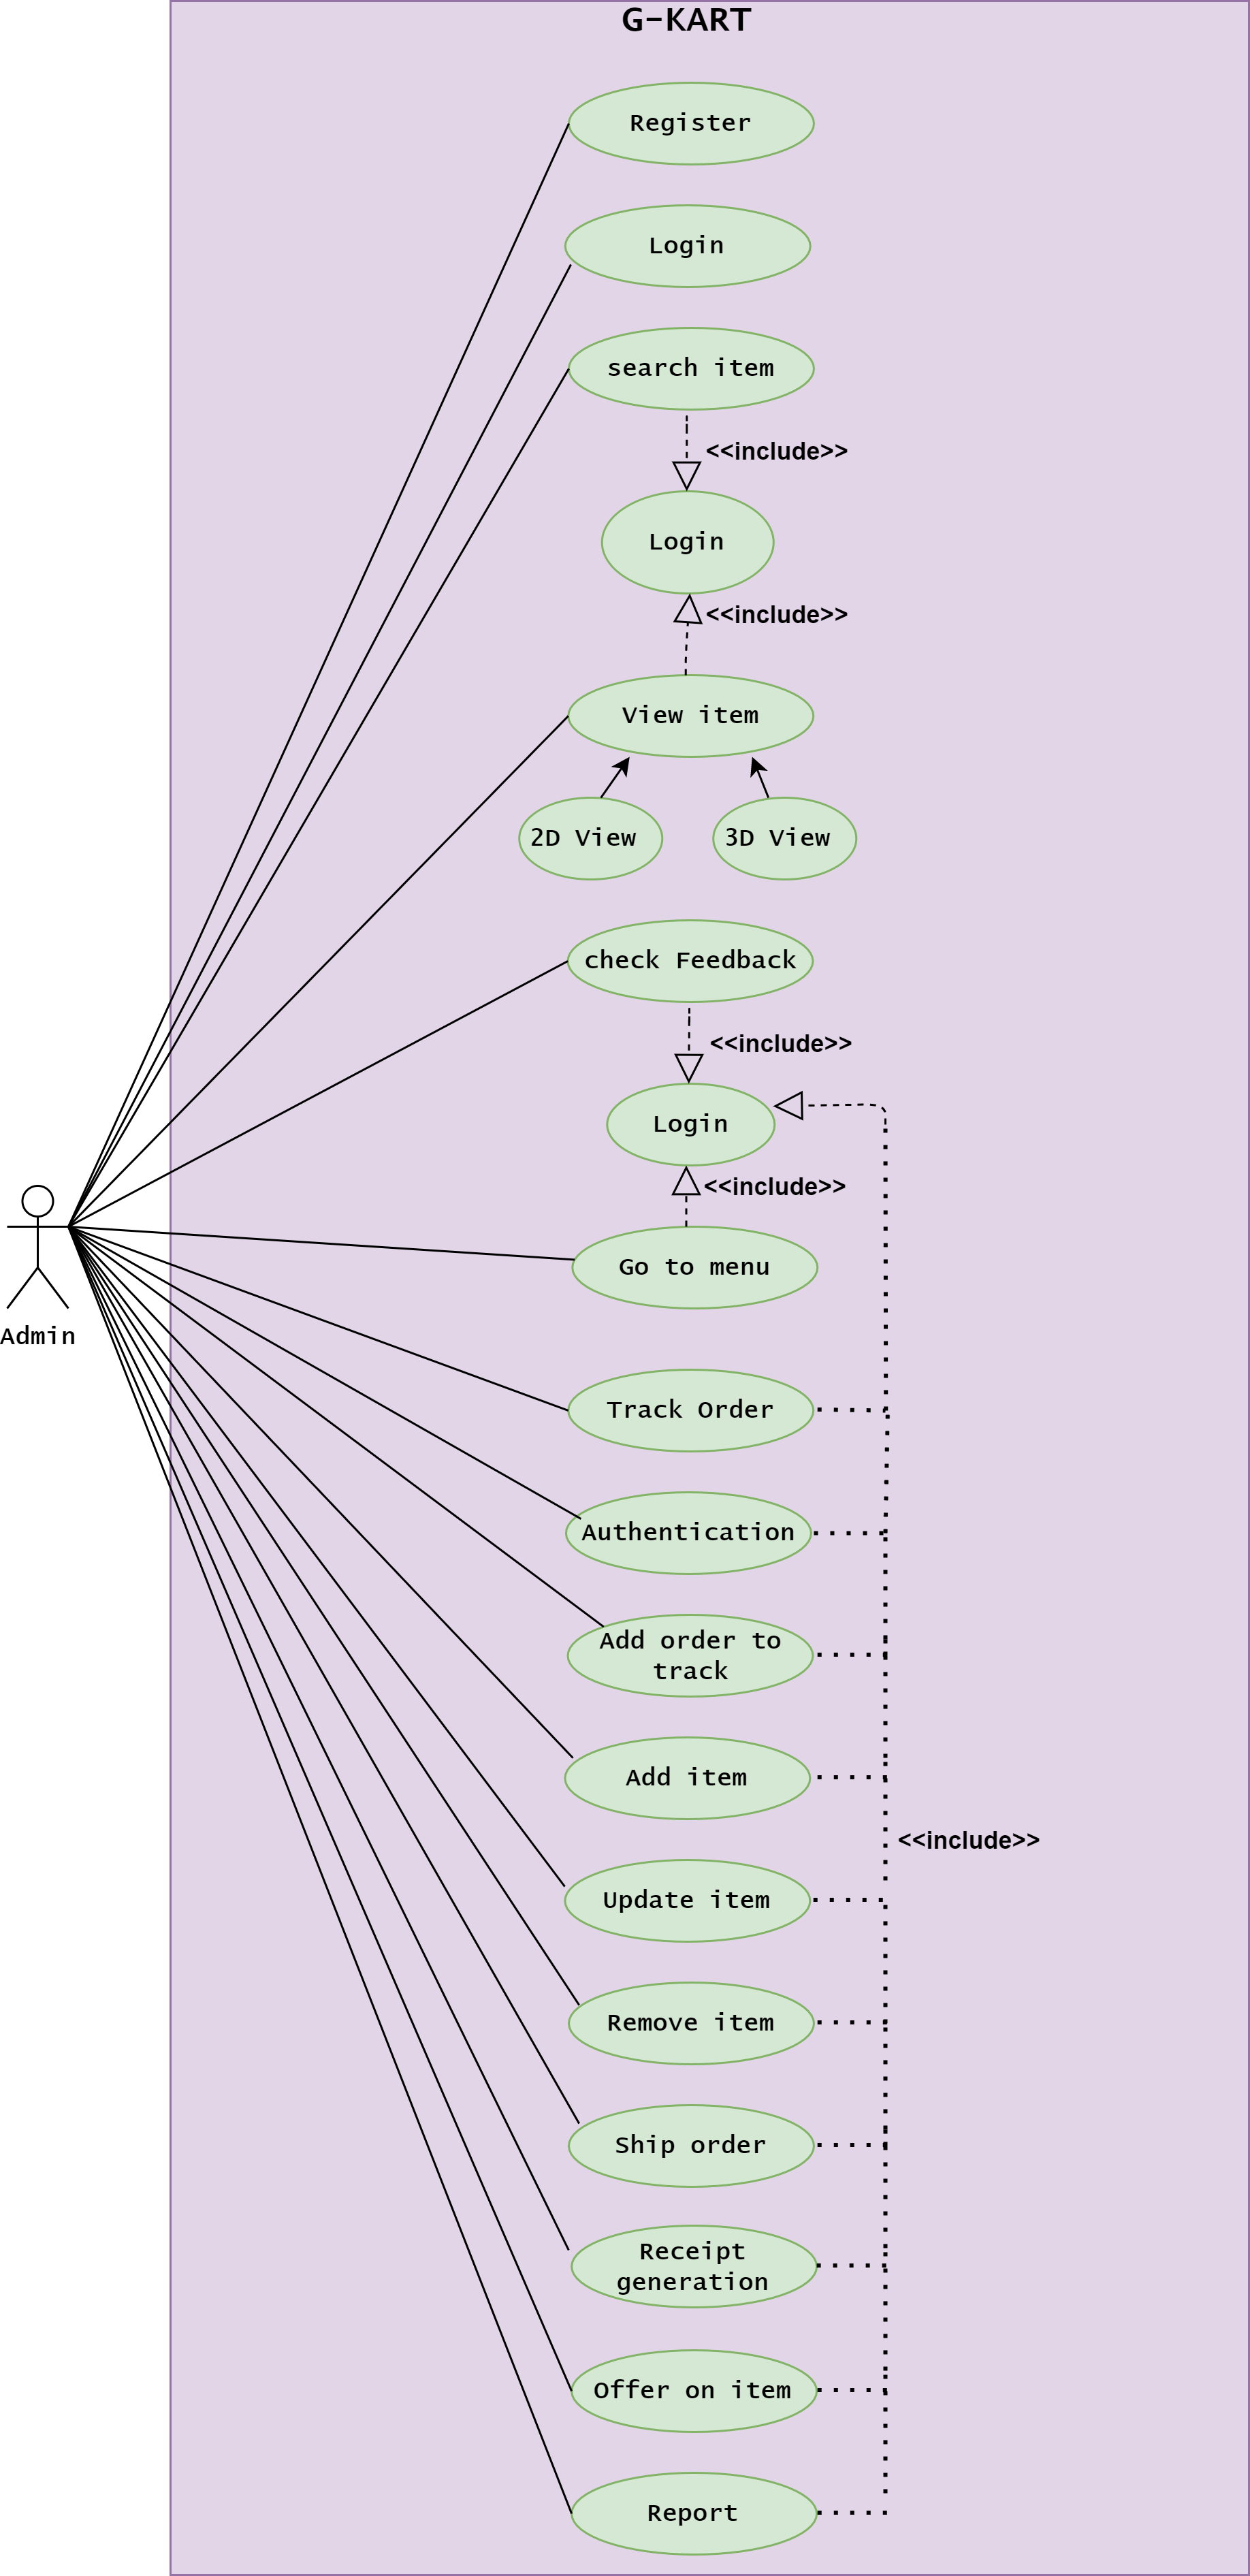 G-KART
Register
Login
search item
<<include>>
Login
<<include>>
View item
2D View
3D View
check Feedback
<<include>>
Login
<<include>>
Go to menu
Admin
Track Order
Authentication
Add order to
track
Add item
<<include>>
Update item
Remove item
Ship order
Receipt
generation
Offer on item
Report